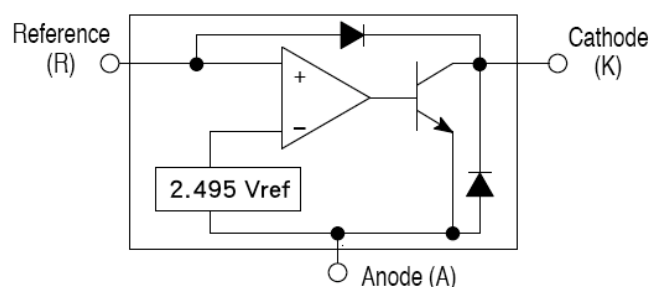 Reference
(R)
Cathode
(K)
+
−
2.495 Vref
Anode (A)